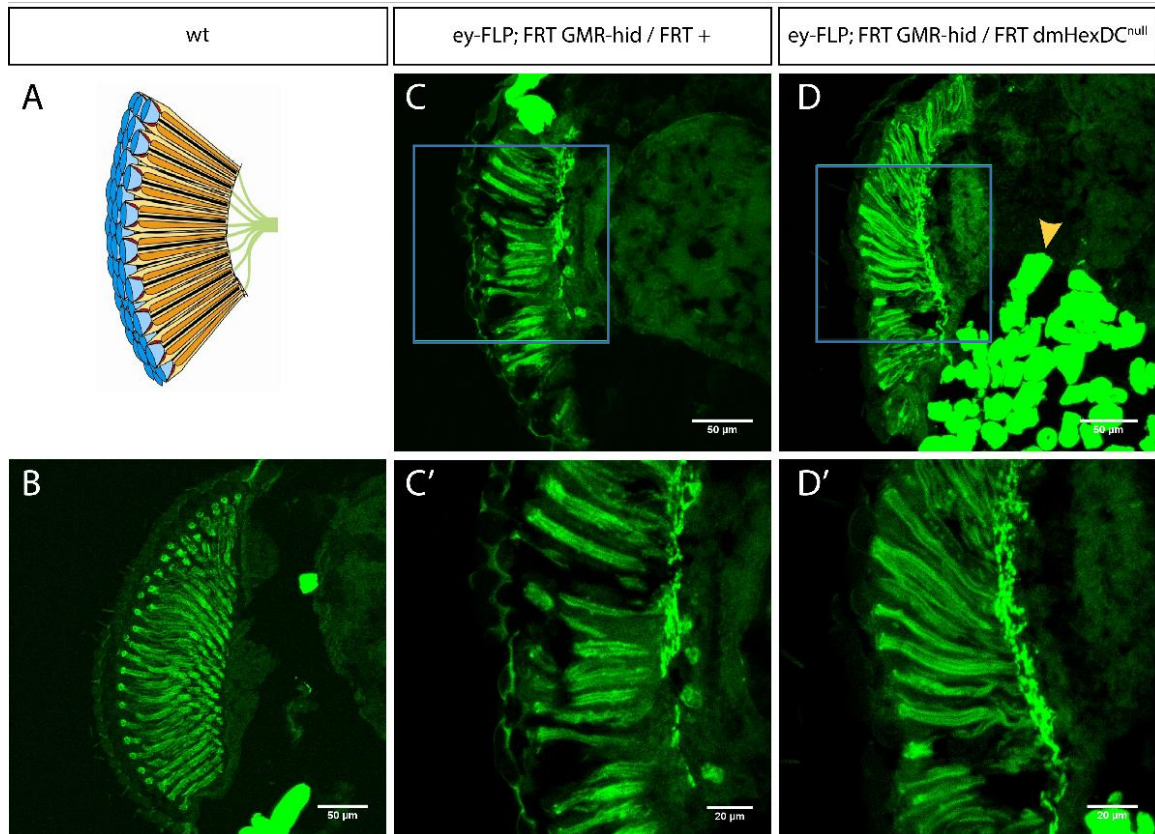 wt
ey-FLP; FRT GMR-hid / FRT +
ey-FLP; FRT GMR-hid / FRT dmHexDCnull
A
C
D
50 µm
50 µm
B
C'
D'
50 µm
20 µm
20 µm